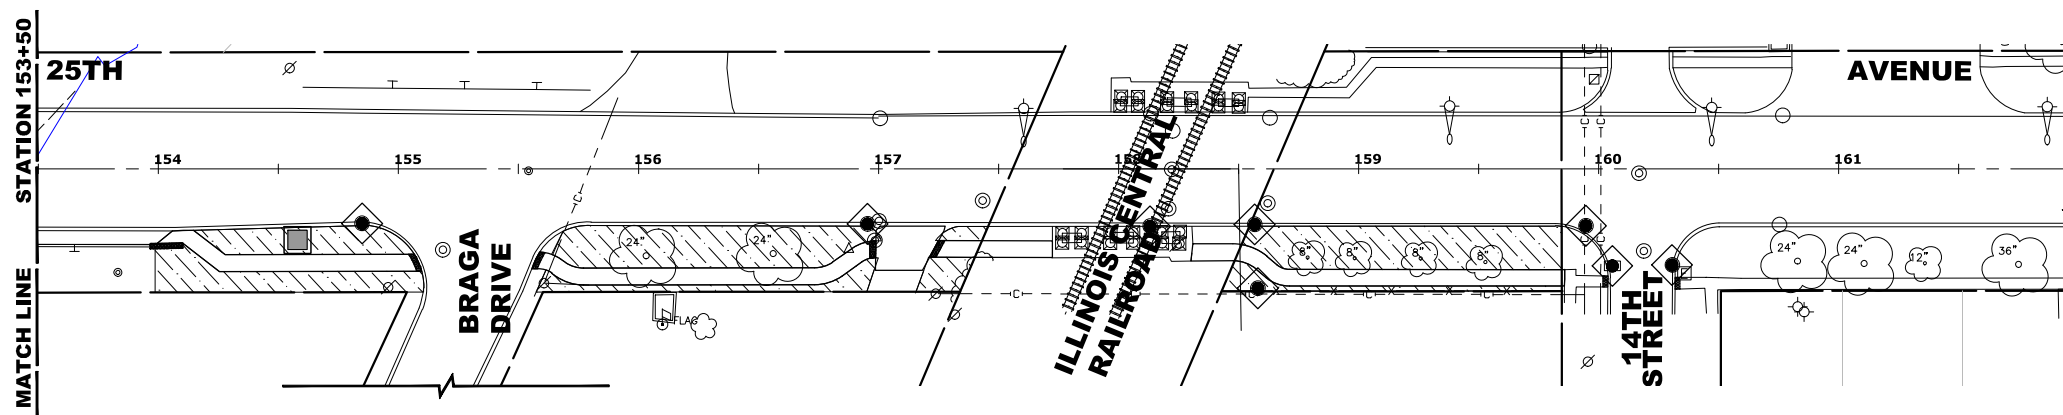 MATCH LINE STATION 153+50
25TH
AVENUE
154
155
156
157
158
159
160
161
24"
24"
8"
8"
8"
8"
24"
24"
12"
36"
C
C
C
C
C
C
C
C
C
FLAG
BRAGA
DRIVE
ILLINOIS CENTRAL
RAILROAD
14TH
STREET